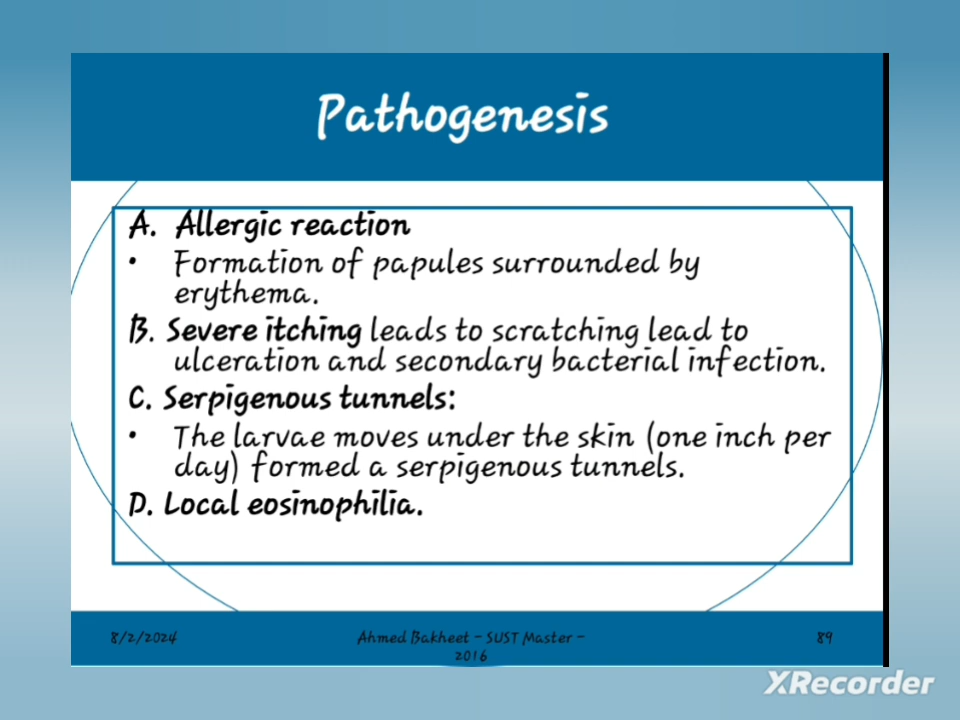 Pathogenesis
A. Allergic reaction
• Formation of papules surrounded by
erythema.
B. Severe itching leads to scratching lead to
ulceration and secondary bacterial infection.
C. Serpigenous tunnels:
• The larvae moves under the skin (one inch per
day) formed a serpigenous tunnels.
D. Local eosinophilia.
8/2/2024
Ahmed Bakheet - SUST Master -
2016
89
XRecorder